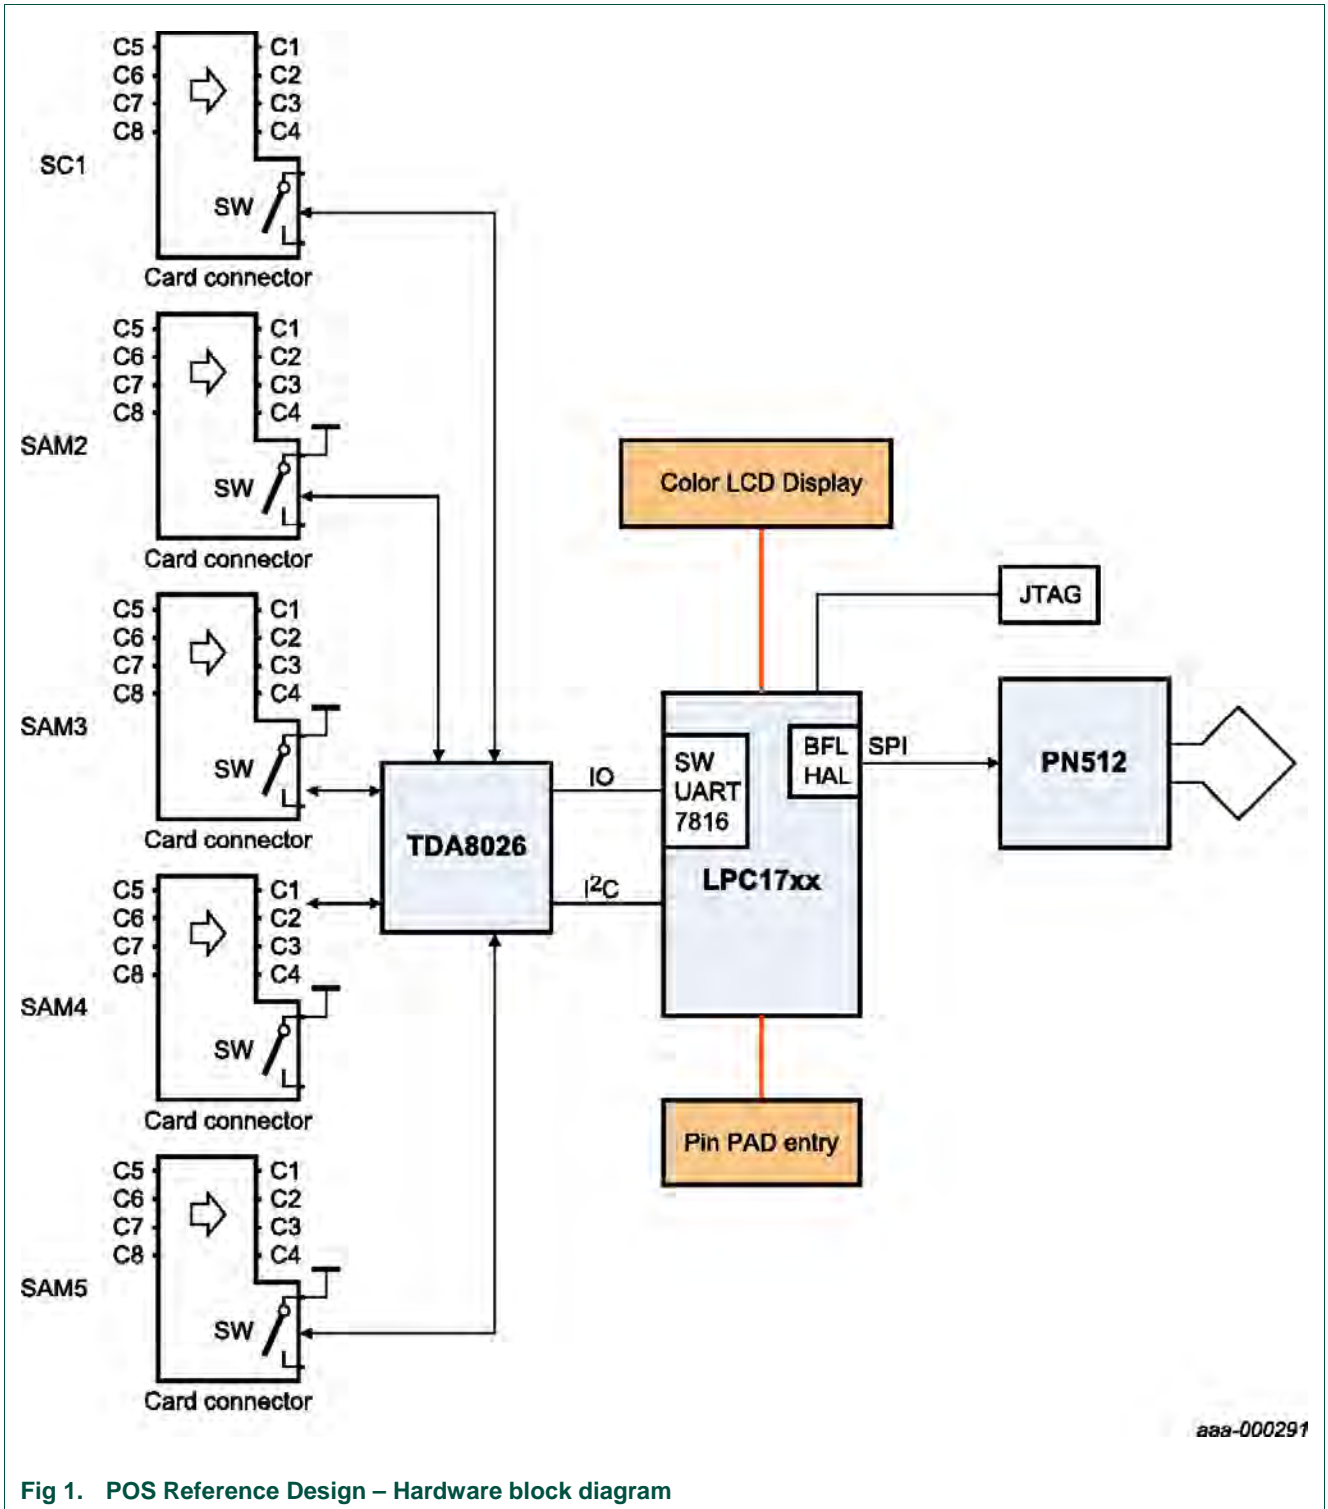 C5 C1
C6 C2
C7 C3
C8 C4
SC1
SW
Card connector
C5 C1
C6 C2
C7 C3
C8 C4
SAM2
SW
Card connector
C5 C1
C6 C2
C7 C3
C8 C4
SAM3
SW
Card connector
C5 C1
C6 C2
C7 C3
C8 C4
SAM4
SW
Card connector
C5 C1
C6 C2
C7 C3
C8 C4
SAM5
SW
Card connector
TDA8026
IO
I²C
Color LCD Display
JTAG
SW
UART
7816
BFL
HAL
SPI
LPC17xx
PN512
Pin PAD entry
aaa-000291
Fig 1. POS Reference Design – Hardware block diagram